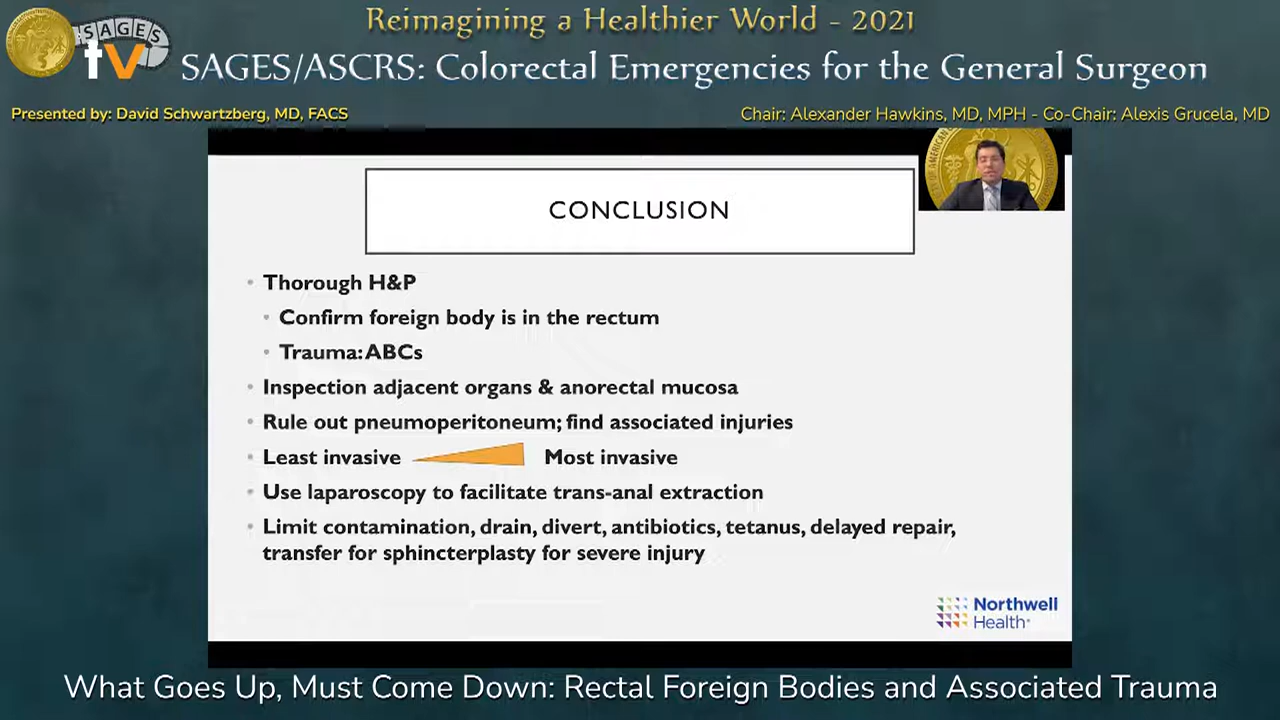 Reimagining a Healthier World - 2021
SAGES
tv
SAGES/ASCRS: Colorectal Emergencies for the General Surgeon
Presented by: David Schwartzberg, MD, FACS
Chair: Alexander Hawkins, MD, MPH - Co-Chair: Alexis Grucela, MD
CONCLUSION
• Thorough H&P
• Confirm foreign body is in the rectum
• Trauma: ABCs
• Inspection adjacent organs & anorectal mucosa
• Rule out pneumoperitoneum; find associated injuries
• Least invasive Most invasive
• Use laparoscopy to facilitate trans-anal extraction
• Limit contamination, drain, divert, antibiotics, tetanus, delayed repair,
transfer for sphincterplasty for severe injury
Northwell
Health
What Goes Up, Must Come Down: Rectal Foreign Bodies and Associated Trauma